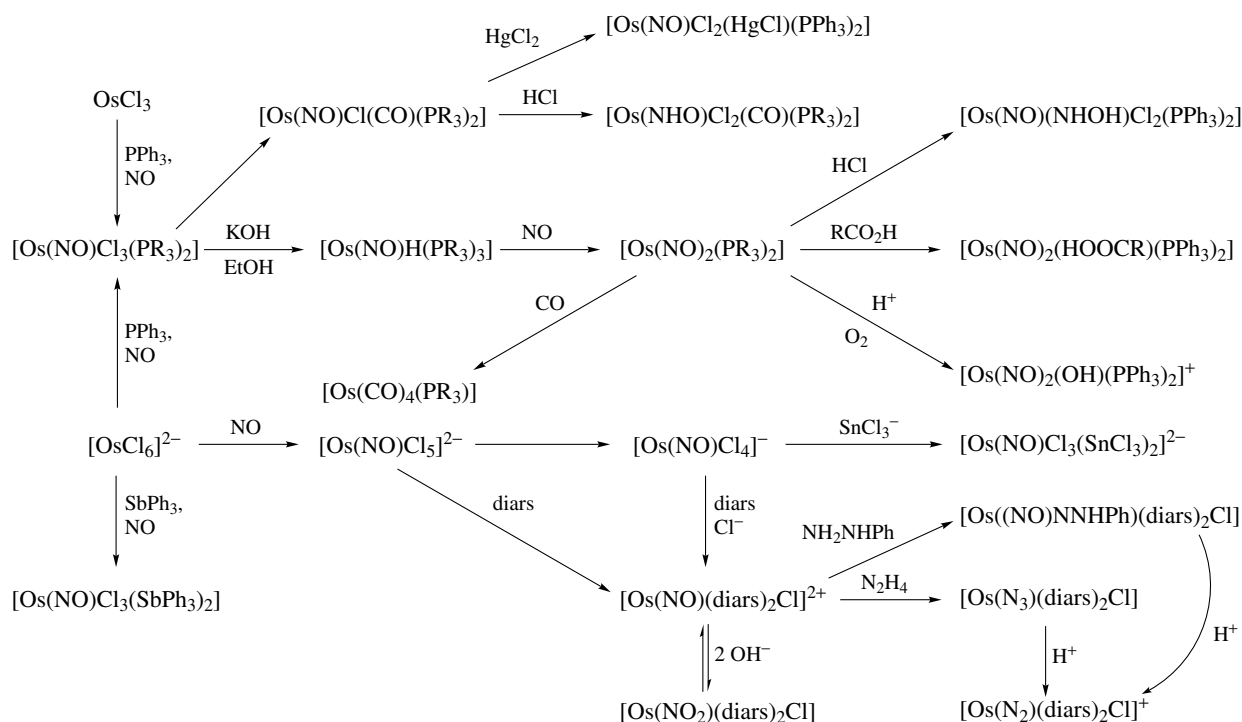 HgCl₂
[Os(NO)Cl₂(HgCl)(PPh₃)₂]
OsCl₃
[Os(NO)Cl(CO)(PR₃)₂]
HCl
[Os(NHO)Cl₂(CO)(PR₃)₂]
[Os(NO)(NHOH)Cl₂(PPh₃)₂]
PPh₃,
NO
HCl
[Os(NO)Cl₃(PR₃)₂]
KOH
EtOH
[Os(NO)H(PR₃)₃]
NO
[Os(NO)₂(PR₃)₂]
RCO₂H
[Os(NO)₂(HOOCR)(PPh₃)₂]
PPh₃,
NO
CO
H⁺
O₂
[Os(CO)₄(PR₃)]
[Os(NO)₂(OH)(PPh₃)₂]⁺
[OsCl₆]²⁻
NO
[Os(NO)Cl₅]²⁻
[Os(NO)Cl₄]⁻
SnCl₃⁻
[Os(NO)Cl₃(SnCl₃)₂]²⁻
SbPh₃,
NO
diars
diars
Cl⁻
NH₂NHPh
[Os((NO)NNHPh)(diars)₂Cl]
[Os(NO)Cl₃(SbPh₃)₂]
[Os(NO)(diars)₂Cl]²⁺
N₂H₄
[Os(N₃)(diars)₂Cl]
2 OH⁻
H⁺
H⁺
[Os(NO₂)(diars)₂Cl]
[Os(N₂)(diars)₂Cl]⁺